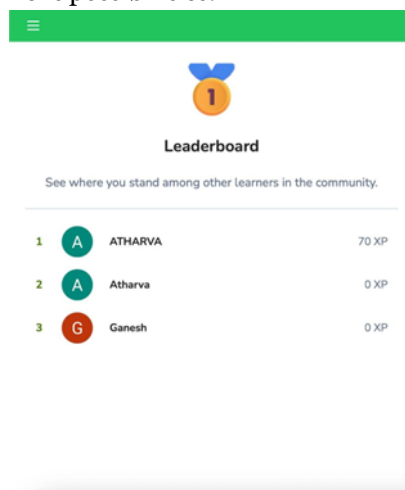 1
Leaderboard
See where you stand among other learners in the community.
1 A ATHARVA 70 XP
2 A Atharva 0 XP
3 G Ganesh 0 XP